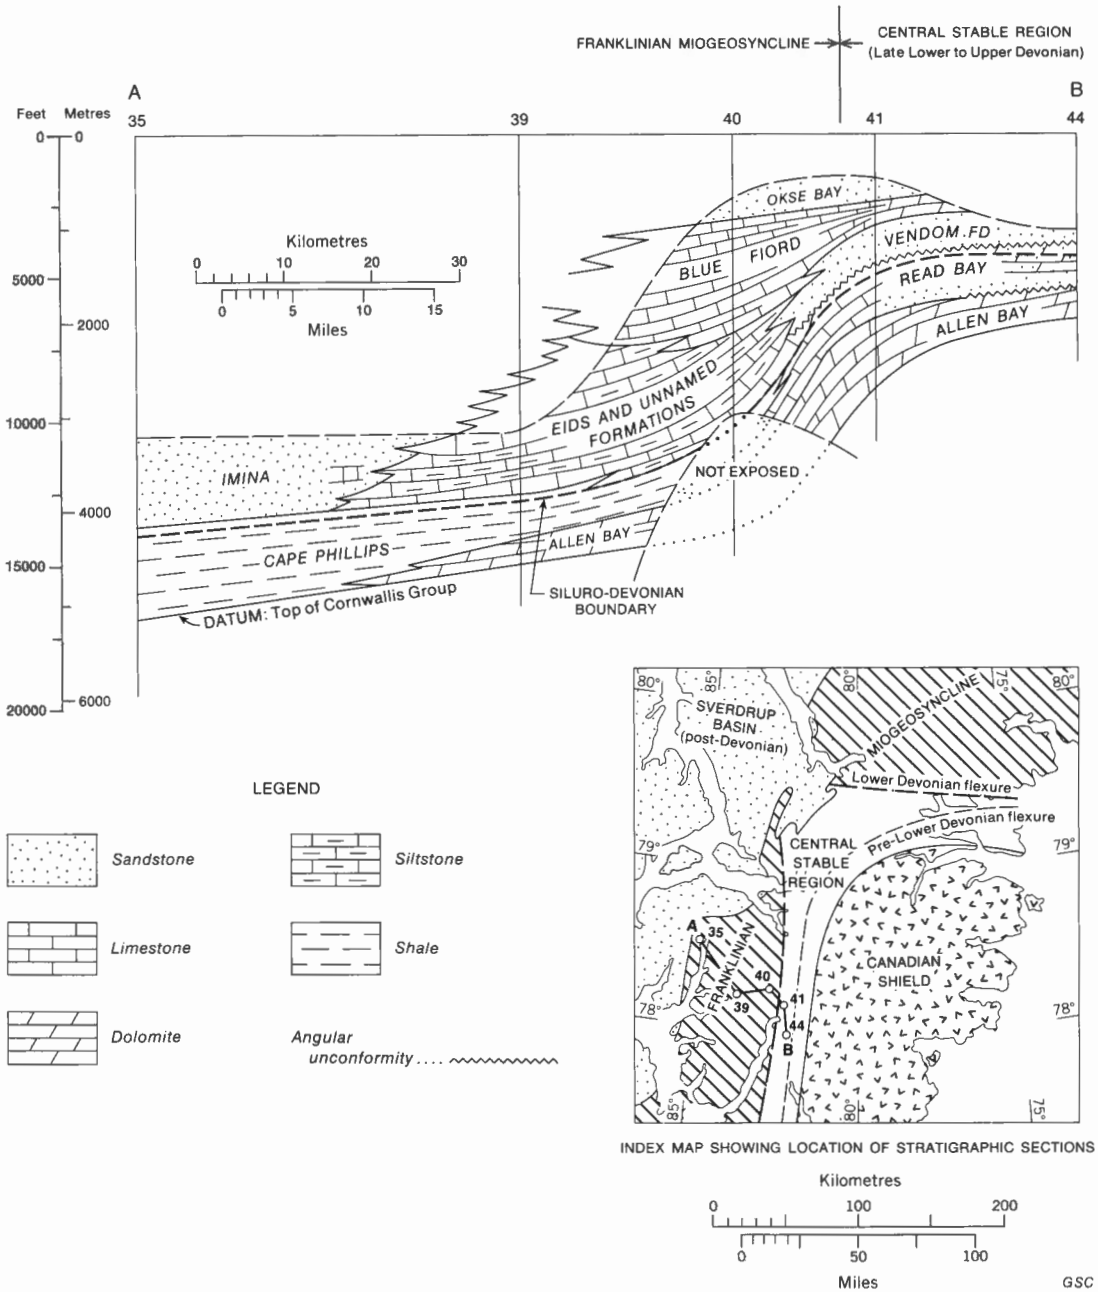 FRANKLINIAN MIOGEOSYNCLINE
CENTRAL STABLE REGION
(Late Lower to Upper Devonian)
A
B
Feet Metres
35
39
40
41
44
0
0
5000
2000
10000
4000
15000
6000
20000
Kilometres
0 10 20 30
0 5 10 15
Miles
OKSE BAY
BLUE FIORD
VENDOM FD
READ BAY
ALLEN BAY
EIDS AND UNNAMED
FORMATIONS
NOT EXPOSED
IMINA
CAPE PHILLIPS
ALLEN BAY
DATUM: Top of Cornwallis Group
SILURO-DEVONIAN
BOUNDARY
LEGEND
Sandstone
Siltstone
Limestone
Shale
Dolomite
Angular
unconformity....
80°
85°
80°
75°
80°
SVERDRUP
BASIN
(post-Devonian)
MIOGEOSYNCLINE
Lower Devonian flexure
Pre-Lower Devonian flexure
79°
79°
CENTRAL
STABLE
REGION
A
35
FRANKLINIAN
40
39
41
44
B
CANADIAN
SHIELD
78°
78°
85°
80°
75°
INDEX MAP SHOWING LOCATION OF STRATIGRAPHIC SECTIONS
Kilometres
0 100 200
0 50 100
Miles
GSC